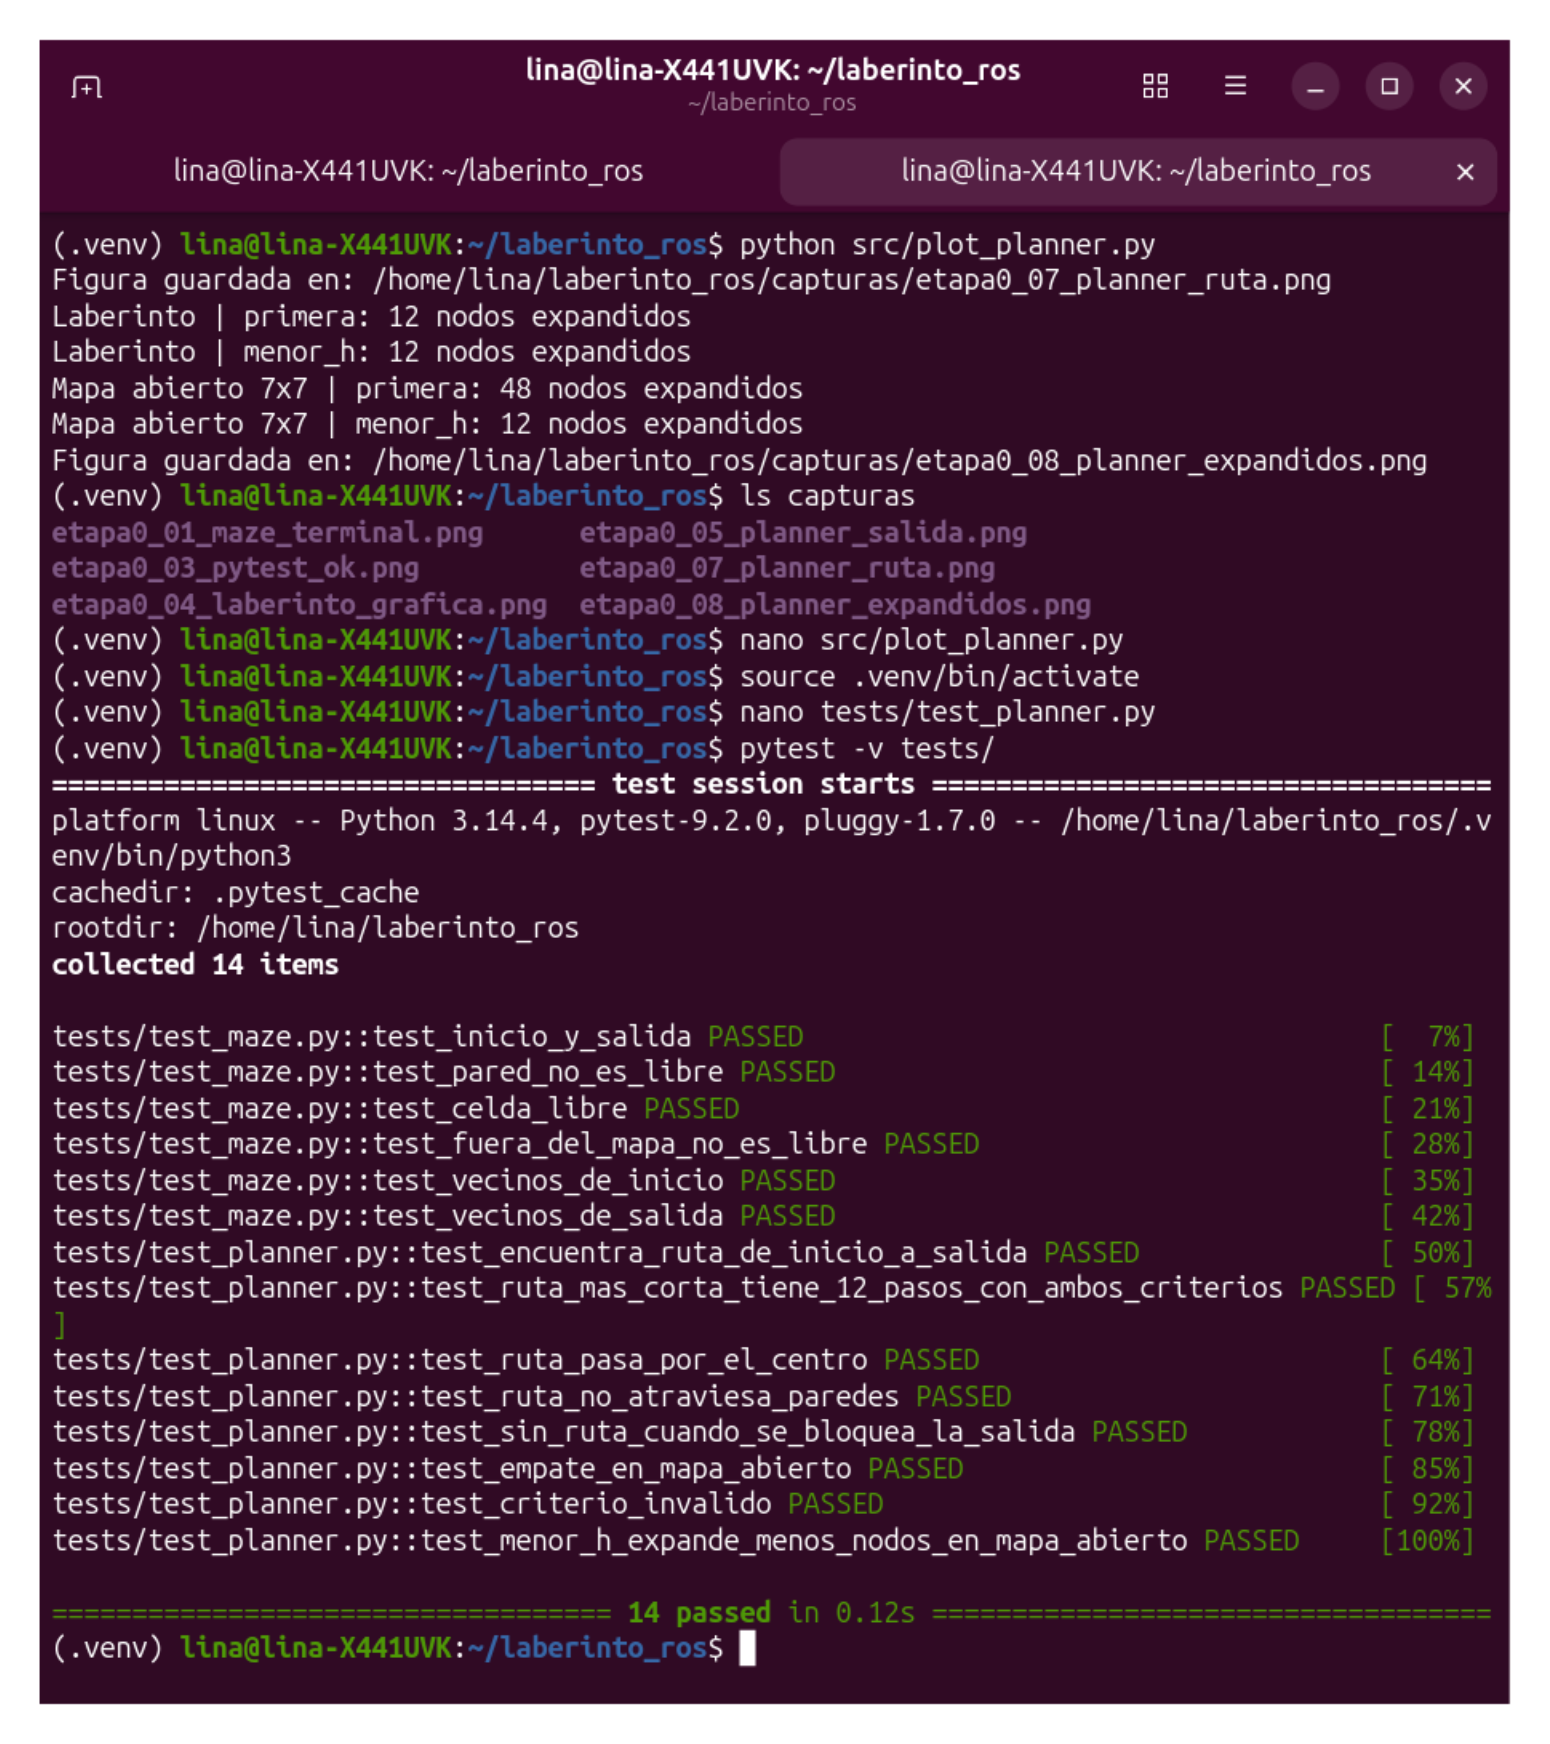 lina@lina-X441UVK: ~/laberinto_ros
~/laberinto_ros
lina@lina-X441UVK: ~/laberinto_ros
lina@lina-X441UVK: ~/laberinto_ros
(.venv) lina@lina-X441UVK:~/laberinto_ros$ python src/plot_planner.py
Figura guardada en: /home/lina/laberinto_ros/capturas/etapa0_07_planner_ruta.png
Laberinto | primera: 12 nodos expandidos
Laberinto | menor_h: 12 nodos expandidos
Mapa abierto 7x7 | primera: 48 nodos expandidos
Mapa abierto 7x7 | menor_h: 12 nodos expandidos
Figura guardada en: /home/lina/laberinto_ros/capturas/etapa0_08_planner_expandidos.png
(.venv) lina@lina-X441UVK:~/laberinto_ros$ ls capturas
etapa0_01_maze_terminal.png      etapa0_05_planner_salida.png
etapa0_03_pytest_ok.png          etapa0_07_planner_ruta.png
etapa0_04_laberinto_grafica.png  etapa0_08_planner_expandidos.png
(.venv) lina@lina-X441UVK:~/laberinto_ros$ nano src/plot_planner.py
(.venv) lina@lina-X441UVK:~/laberinto_ros$ source .venv/bin/activate
(.venv) lina@lina-X441UVK:~/laberinto_ros$ nano tests/test_planner.py
(.venv) lina@lina-X441UVK:~/laberinto_ros$ pytest -v tests/
================================== test session starts ===================================
platform linux -- Python 3.14.4, pytest-9.2.0, pluggy-1.7.0 -- /home/lina/laberinto_ros/.v
env/bin/python3
cachedir: .pytest_cache
rootdir: /home/lina/laberinto_ros
collected 14 items
tests/test_maze.py::test_inicio_y_salida PASSED                                    [  7%]
tests/test_maze.py::test_pared_no_es_libre PASSED                                  [ 14%]
tests/test_maze.py::test_celda_libre PASSED                                        [ 21%]
tests/test_maze.py::test_fuera_del_mapa_no_es_libre PASSED                         [ 28%]
tests/test_maze.py::test_vecinos_de_inicio PASSED                                  [ 35%]
tests/test_maze.py::test_vecinos_de_salida PASSED                                  [ 42%]
tests/test_planner.py::test_encuentra_ruta_de_inicio_a_salida PASSED               [ 50%]
tests/test_planner.py::test_ruta_mas_corta_tiene_12_pasos_con_ambos_criterios PASSED [ 57%
]
tests/test_planner.py::test_ruta_pasa_por_el_centro PASSED                         [ 64%]
tests/test_planner.py::test_ruta_no_atraviesa_paredes PASSED                       [ 71%]
tests/test_planner.py::test_sin_ruta_cuando_se_bloquea_la_salida PASSED            [ 78%]
tests/test_planner.py::test_empate_en_mapa_abierto PASSED                          [ 85%]
tests/test_planner.py::test_criterio_invalido PASSED                               [ 92%]
tests/test_planner.py::test_menor_h_expande_menos_nodos_en_mapa_abierto PASSED     [100%]
=================================== 14 passed in 0.12s ===================================
(.venv) lina@lina-X441UVK:~/laberinto_ros$